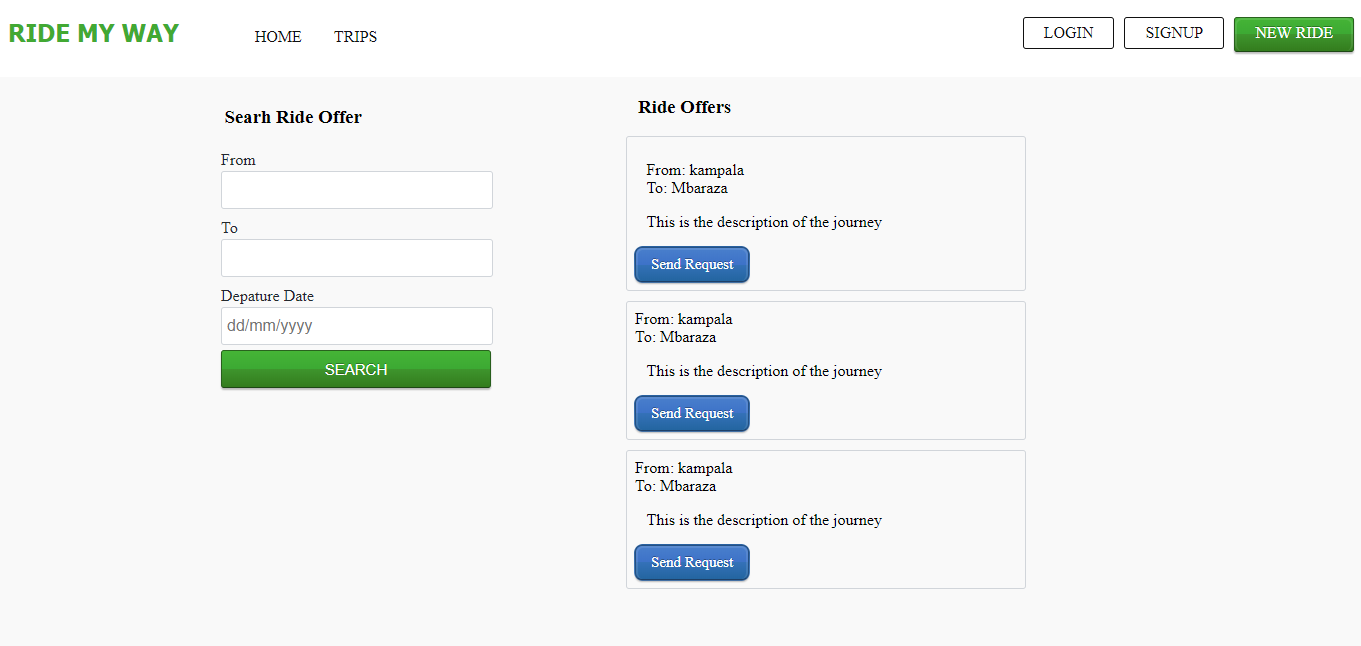 RIDE MY WAY
HOME
TRIPS
LOGIN
SIGNUP
NEW RIDE
Searh Ride Offer
From
To
Depature Date
dd/mm/yyyy
SEARCH
Ride Offers
From: kampala
To: Mbaraza
This is the description of the journey
Send Request
From: kampala
To: Mbaraza
This is the description of the journey
Send Request
From: kampala
To: Mbaraza
This is the description of the journey
Send Request